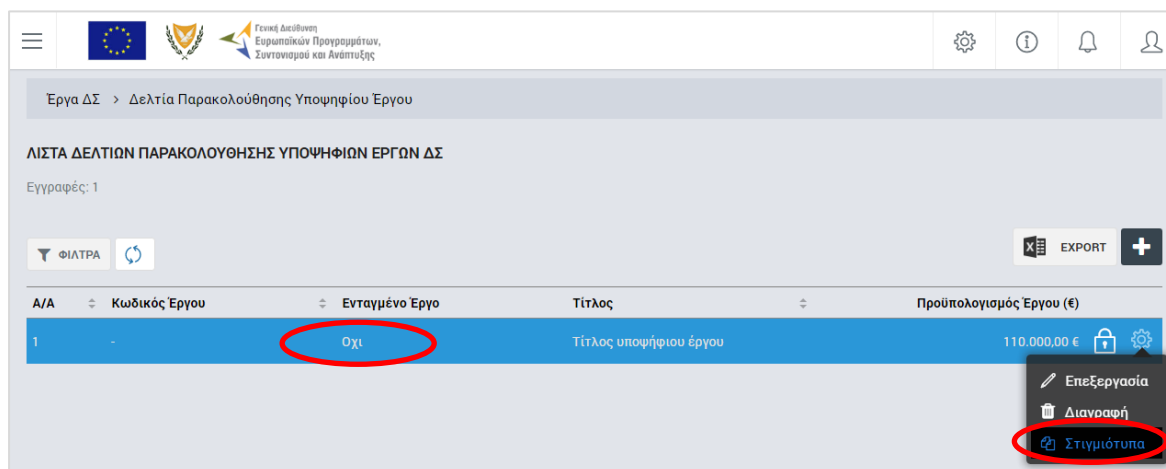 Γενική Διεύθυνση
Ευρωπαϊκών Προγραμμάτων,
Συντονισμού και Ανάπτυξης
Έργα ΔΣ > Δελτία Παρακολούθησης Υποψηφίου Έργου
ΛΙΣΤΑ ΔΕΛΤΙΩΝ ΠΑΡΑΚΟΛΟΥΘΗΣΗΣ ΥΠΟΨΗΦΙΩΝ ΕΡΓΩΝ ΔΣ
Εγγραφές: 1
ΦΙΛΤΡΑ EXPORT
Α/Α Κωδικός Έργου Ενταγμένο Έργο Τίτλος Προϋπολογισμός Έργου (€)
1 - Οχι Τίτλος υποψήφιου έργου 110.000,00 €
Επεξεργασία
Διαγραφή
Στιγμιότυπα